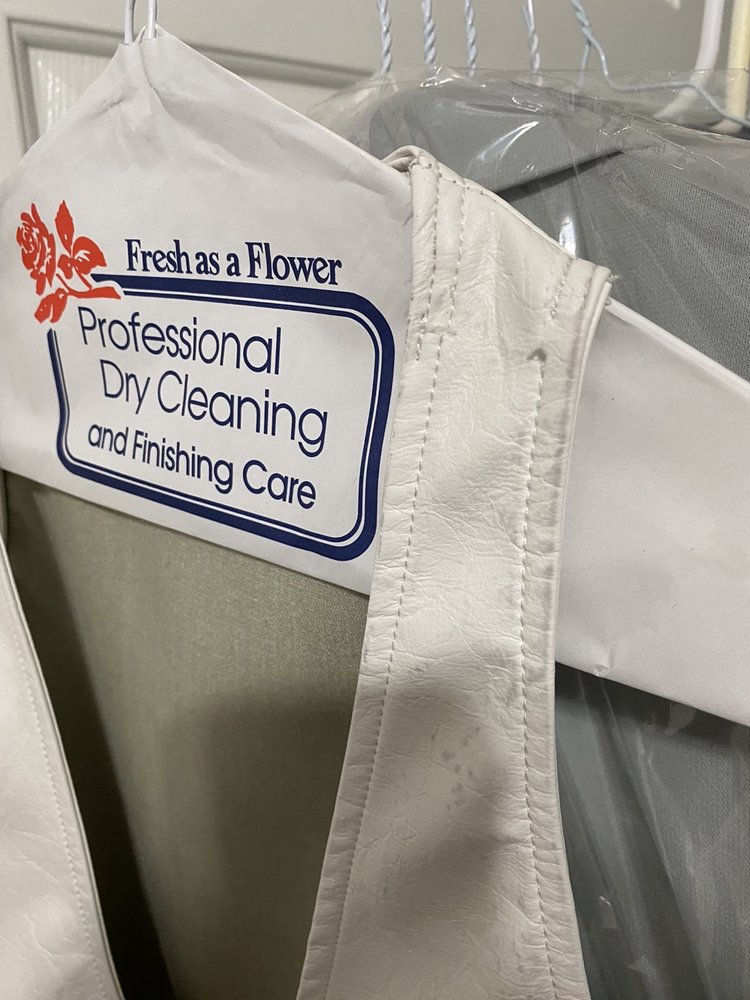 Fresh as a Flower
Professional
Dry Cleaning
and Finishing Care